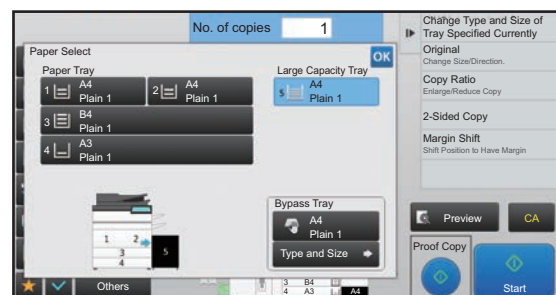 No. of copies 1
Change Type and Size of
Tray Specified Currently
Original
Change Size/Direction.
Copy Ratio
Enlarge/Reduce Copy
2-Sided Copy
Margin Shift
Shift Position to Have Margin
Paper Select
OK
Paper Tray
Large Capacity Tray
1 A4
Plain 1
2 A4
Plain 1
5 A4
Plain 1
3 B4
Plain 1
4 A3
Plain 1
1 2
3
4
5
Bypass Tray
A4
Plain 1
Type and Size
Preview
CA
Proof Copy
Start
Others
3 B4
4 A3
A4